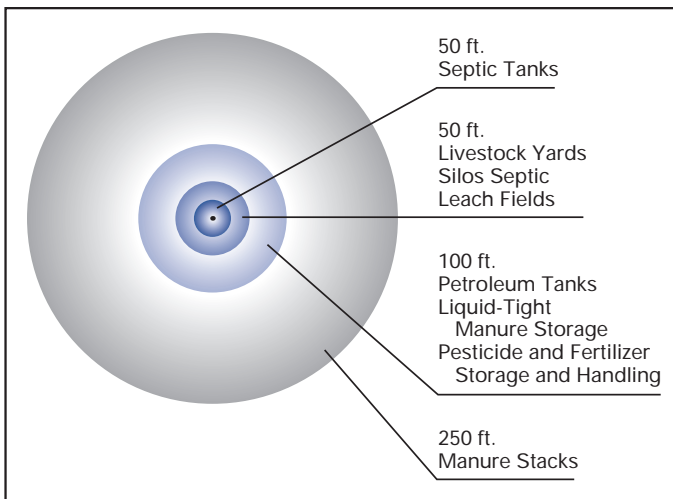 50 ft.
Septic Tanks
50 ft.
Livestock Yards
Silos Septic
Leach Fields
100 ft.
Petroleum Tanks
Liquid-Tight
Manure Storage
Pesticide and Fertilizer
Storage and Handling
250 ft.
Manure Stacks